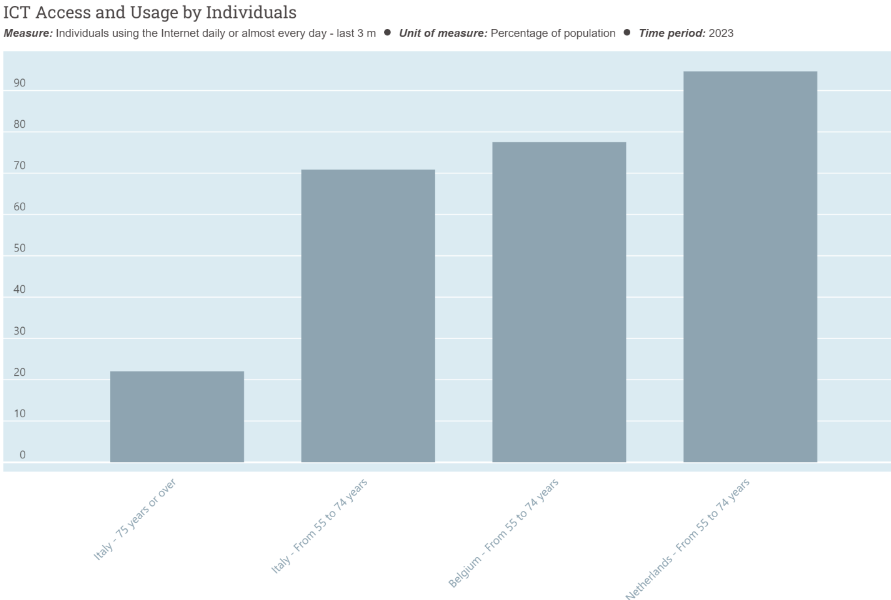 ICT Access and Usage by Individuals
Measure: Individuals using the Internet daily or almost every day - last 3 m ● Unit of measure: Percentage of population ● Time period: 2023
90
80
70
60
50
40
30
20
10
0
Italy - 75 years or over
Italy - From 55 to 74 years
Belgium - From 55 to 74 years
Netherlands - From 55 to 74 years